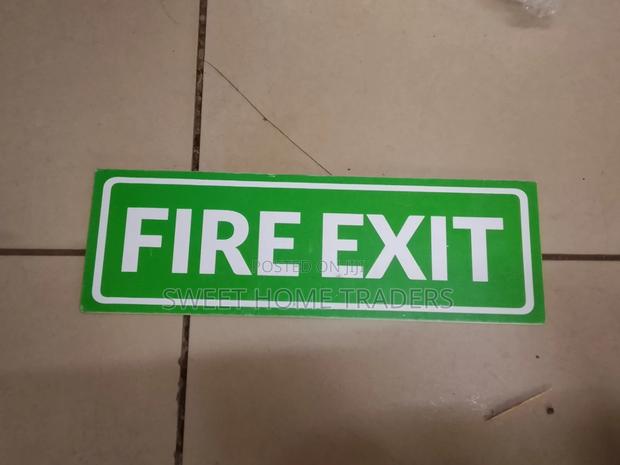 FIRE EXIT
POSTED ON JIJI
SWEET HOME TRADERS